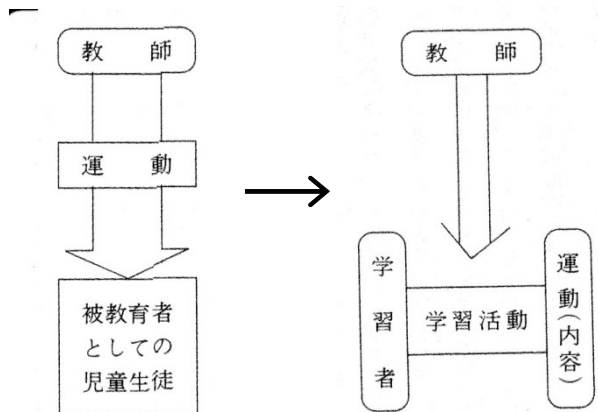 教師
運動
被教育者
としての
児童生徒
教師
学習者
学習活動
運動(内容)